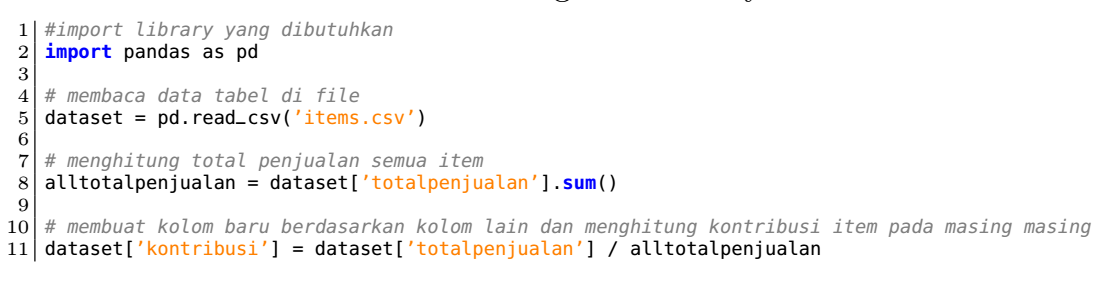 1 #import library yang dibutuhkan
2 import pandas as pd
3
4 # membaca data tabel di file
5 dataset = pd.read_csv('items.csv')
6
7 # menghitung total penjualan semua item
8 alltotalpenjualan = dataset['totalpenjualan'].sum()
9
10 # membuat kolom baru berdasarkan kolom lain dan menghitung kontribusi item pada masing masing
11 dataset['kontribusi'] = dataset['totalpenjualan'] / alltotalpenjualan